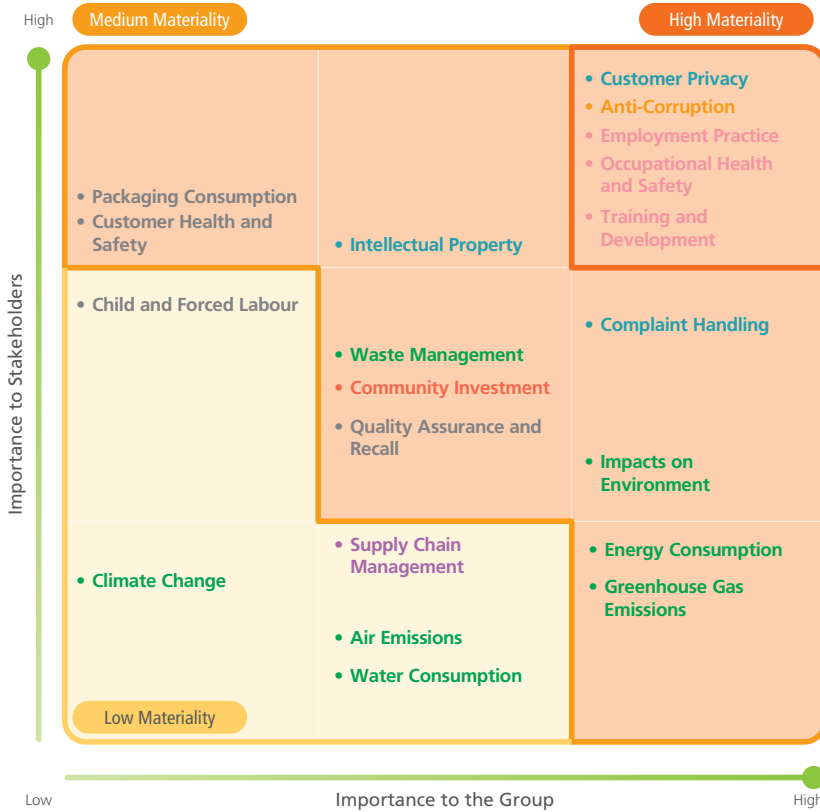 High
Medium Materiality
High Materiality
• Customer Privacy
• Anti-Corruption
• Employment Practice
• Occupational Health
and Safety
• Training and
Development
• Packaging Consumption
• Customer Health and
Safety
• Intellectual Property
• Child and Forced Labour
• Waste Management
• Community Investment
• Quality Assurance and
Recall
• Complaint Handling
• Impacts on
Environment
• Climate Change
• Supply Chain
Management
• Air Emissions
• Water Consumption
• Energy Consumption
• Greenhouse Gas
Emissions
Low Materiality
Importance to Stakeholders
Low
Importance to the Group
High